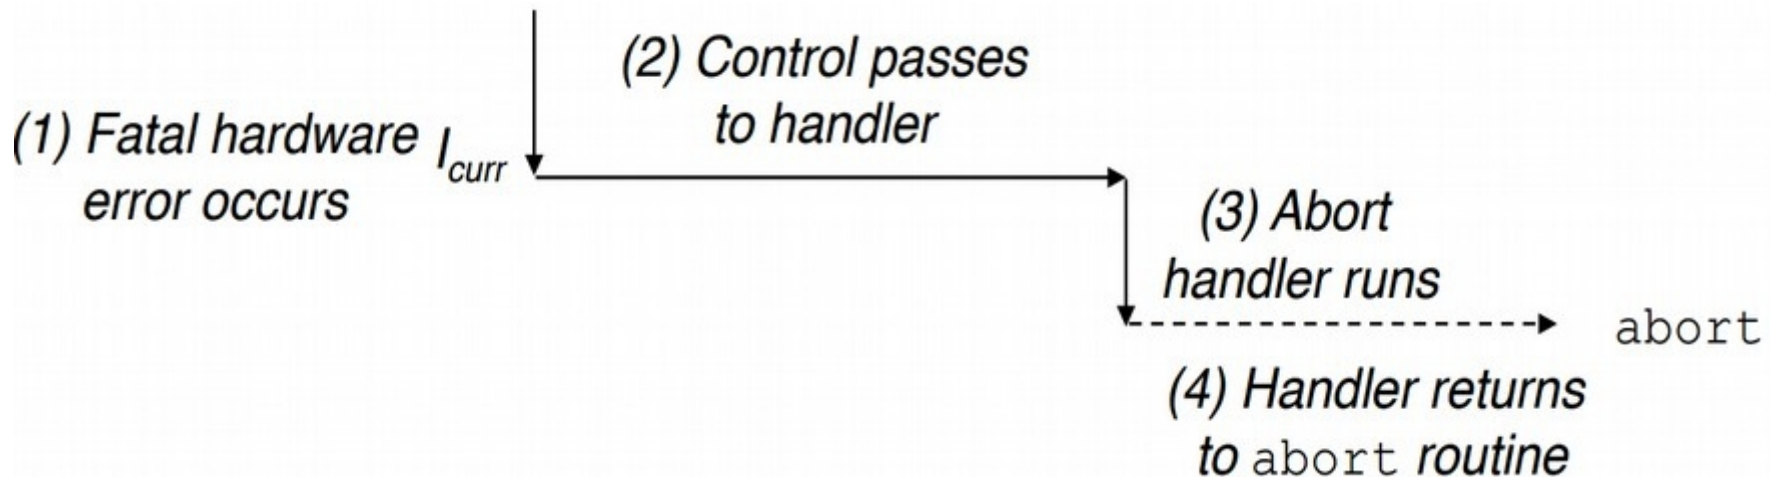 (1) Fatal hardware
error occurs
I_curr
(2) Control passes
to handler
(3) Abort
handler runs
abort
(4) Handler returns
to abort routine